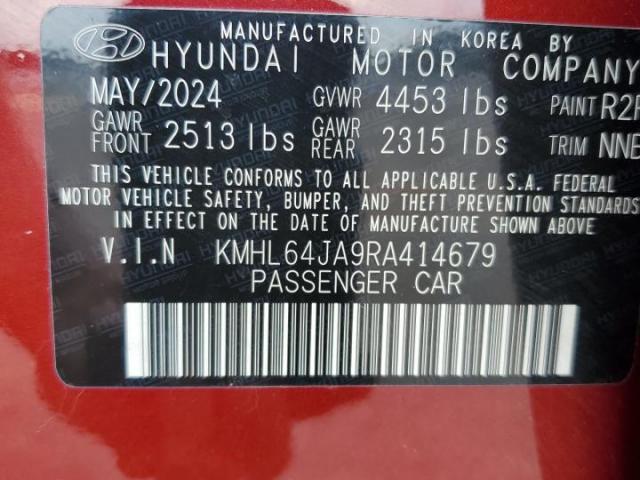 MANUFACTURED IN KOREA BY
HYUNDAI MOTOR COMPANY
MAY/2024 GVWR 4453 lbs PAINT
GAWR FRONT 2513 lbs GAWR REAR 2315 lbs TRIM
THIS VEHICLE CONFORMS TO ALL APPLICABLE U.S.A. FEDERAL
MOTOR VEHICLE SAFETY, BUMPER, AND THEFT PREVENTION STANDARDS
IN EFFECT ON THE DATE OF MANUFACTURE SHOWN ABOVE
V.I.N KMHL64JA9RA414679
PASSENGER CAR